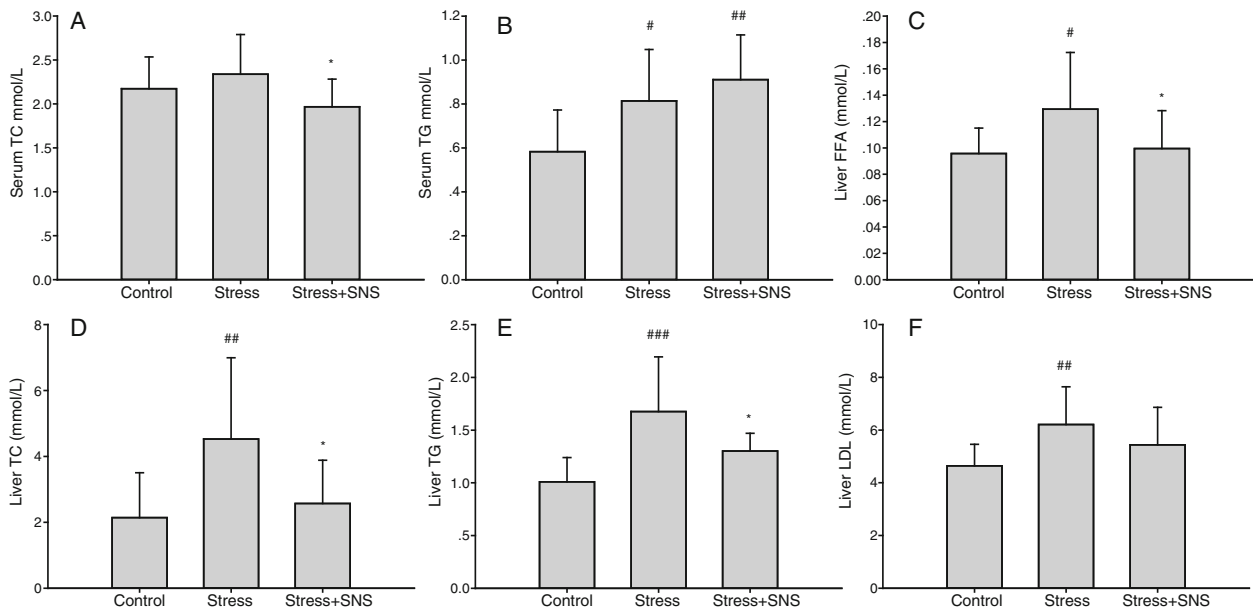 A
Serum TC mmol/L
3.0
2.5
2.0
1.5
1.0
.5
0.0
*
Control Stress Stress+SNS
B
Serum TG mmol/L
1.2
1.0
.8
.6
.4
.2
0.0
#
##
Control Stress Stress+SNS
C
Liver FFA (mmol/L)
.20
.18
.16
.14
.12
.10
.08
.06
.04
.02
0.00
#
*
Control Stress Stress+SNS
D
Liver TC (mmol/L)
8
6
4
2
0
##
*
Control Stress Stress+SNS
E
Liver TG (mmol/L)
2.5
2.0
1.5
1.0
.5
0.0
###
*
Control Stress Stress+SNS
F
Liver LDL (mmol/L)
10
8
6
4
2
0
##
Control Stress Stress+SNS